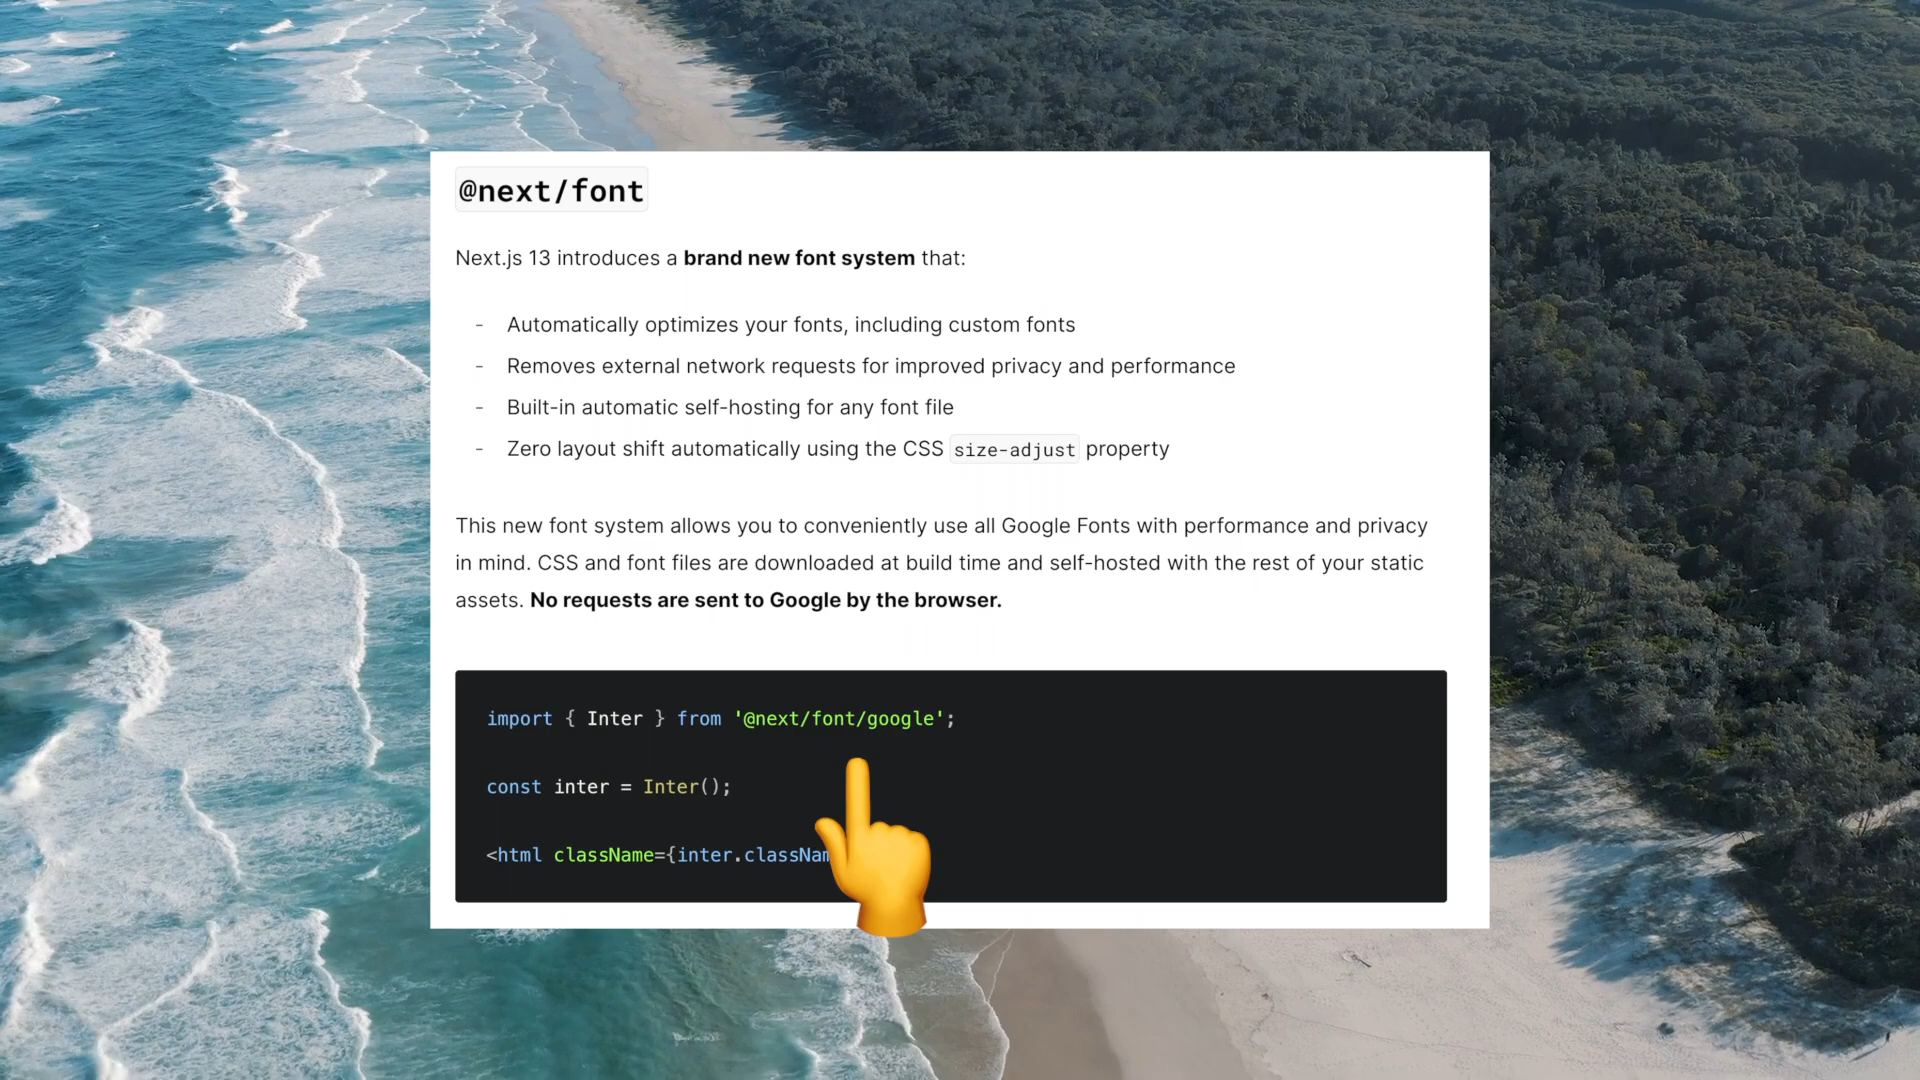 @next/font
Next.js 13 introduces a brand new font system that:
- Automatically optimizes your fonts, including custom fonts
- Removes external network requests for improved privacy and performance
- Built-in automatic self-hosting for any font file
- Zero layout shift automatically using the CSS size-adjust property
This new font system allows you to conveniently use all Google Fonts with performance and privacy
in mind. CSS and font files are downloaded at build time and self-hosted with the rest of your static
assets. No requests are sent to Google by the browser.
import { Inter } from '@next/font/google';
const inter = Inter();
<html className={inter.classNam